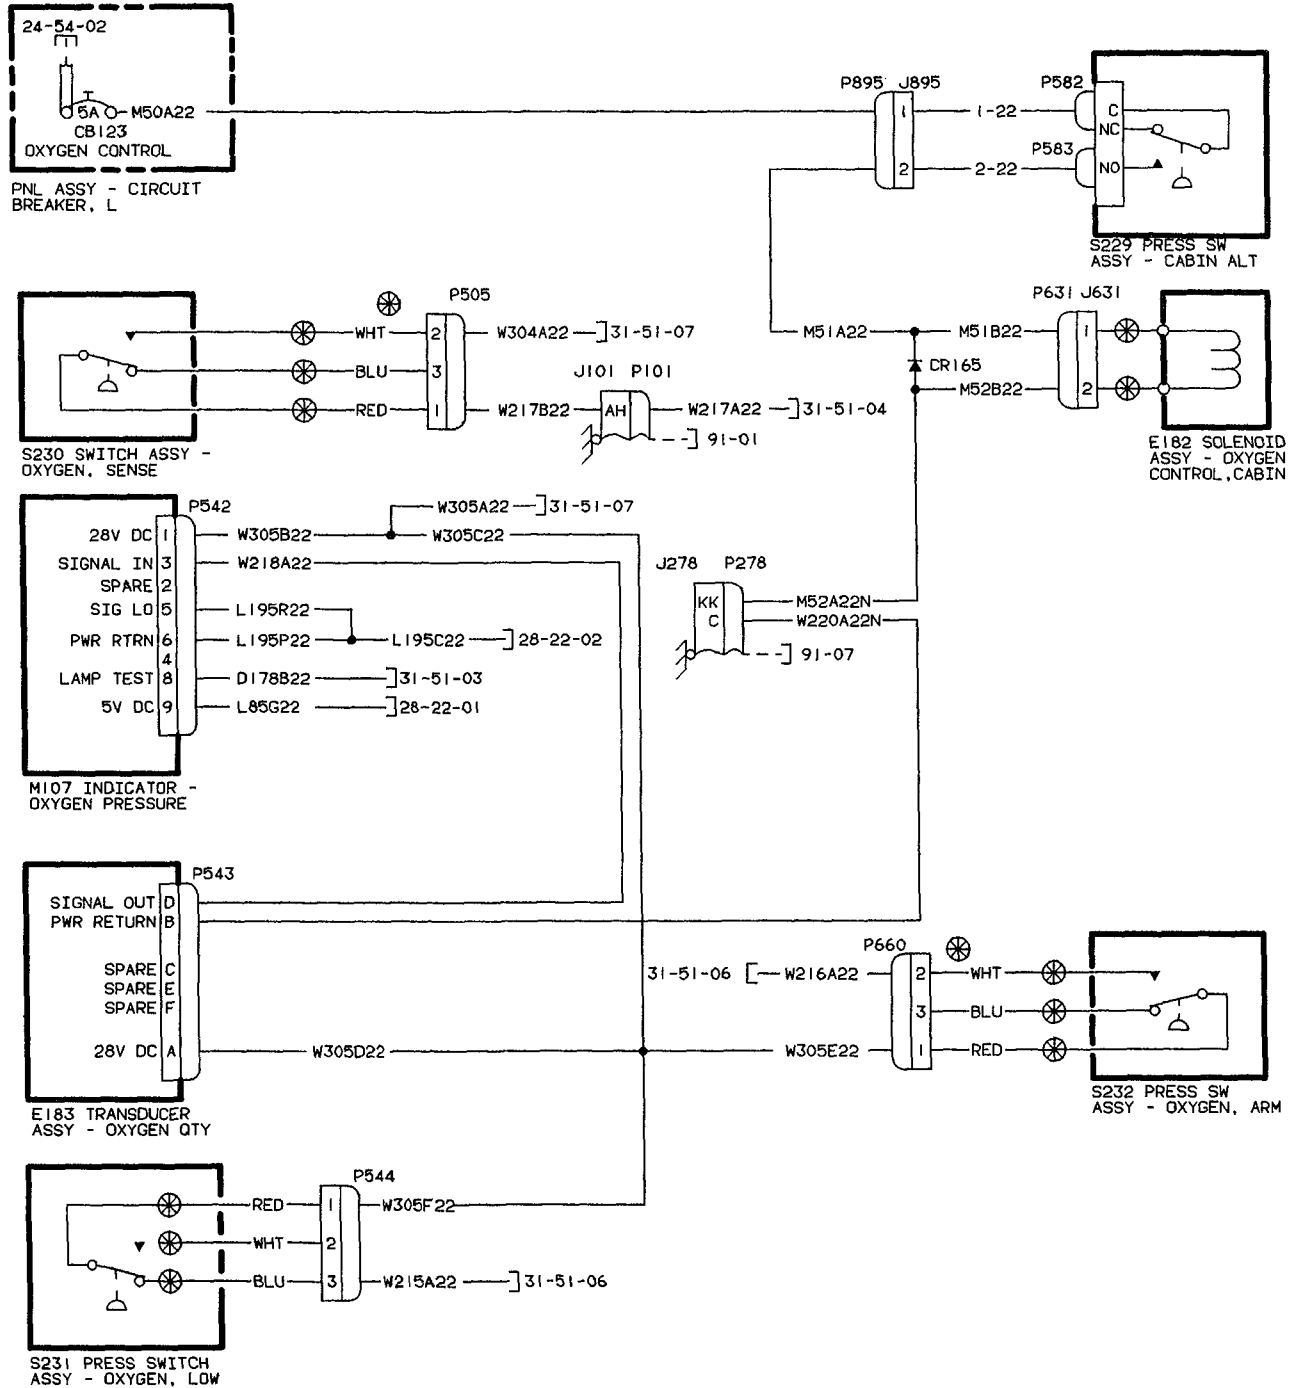 24-54-02
5A M50A22
CB123
OXYGEN CONTROL
PNL ASSY - CIRCUIT
BREAKER, L
P895 J895
1
2
1-22
2-22
P582
P583
C
NC
NO
S229 PRESS SW
ASSY - CABIN ALT
P505
WHT 2 W304A22 31-51-07
BLU 3
RED 1 W217B22
J101 P101
AH W217A22 31-51-04
91-01
S230 SWITCH ASSY -
OXYGEN, SENSE
P631 J631
M51A22 M51B22 1
CR165
M52B22 2
E182 SOLENOID
ASSY - OXYGEN
CONTROL, CABIN
P542
W305A22 31-51-07
28V DC 1 W305B22 W305C22
SIGNAL IN 3 W218A22
SPARE 2
SIG LO 5 L195R22
PWR RTRN 6 L195P22 L195C22 28-22-02
4
LAMP TEST 8 D178B22 31-51-03
5V DC 9 L85G22 28-22-01
M107 INDICATOR -
OXYGEN PRESSURE
J278 P278
KK M52A22N
C W220A22N
91-07
P543
SIGNAL OUT D
PWR RETURN B
SPARE C
SPARE E
SPARE F
28V DC A W305D22
E183 TRANSDUCER
ASSY - OXYGEN QTY
P660
31-51-06 W216A22 2 WHT
3 BLU
W305E22 1 RED
S232 PRESS SW
ASSY - OXYGEN, ARM
P544
RED 1 W305F22
WHT 2
BLU 3 W215A22 31-51-06
S231 PRESS SWITCH
ASSY - OXYGEN, LOW